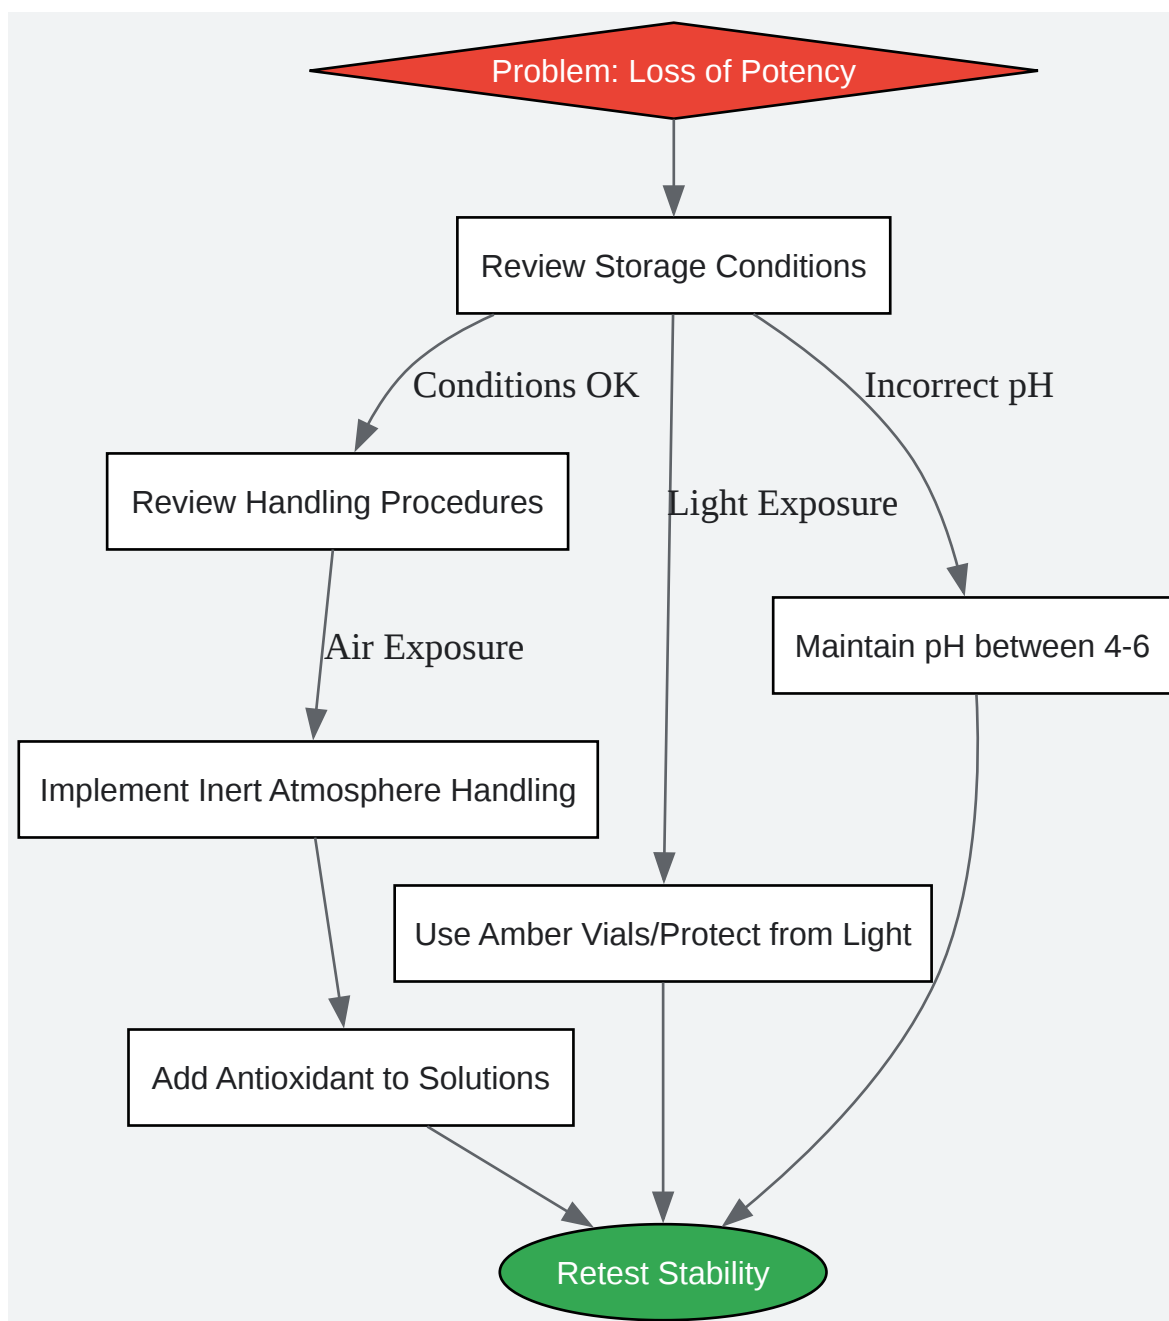 Problem: Loss of Potency
Review Storage Conditions
Conditions OK
Incorrect pH
Review Handling Procedures
Light Exposure
Air Exposure
Maintain pH between 4-6
Implement Inert Atmosphere Handling
Use Amber Vials/Protect from Light
Add Antioxidant to Solutions
Retest Stability